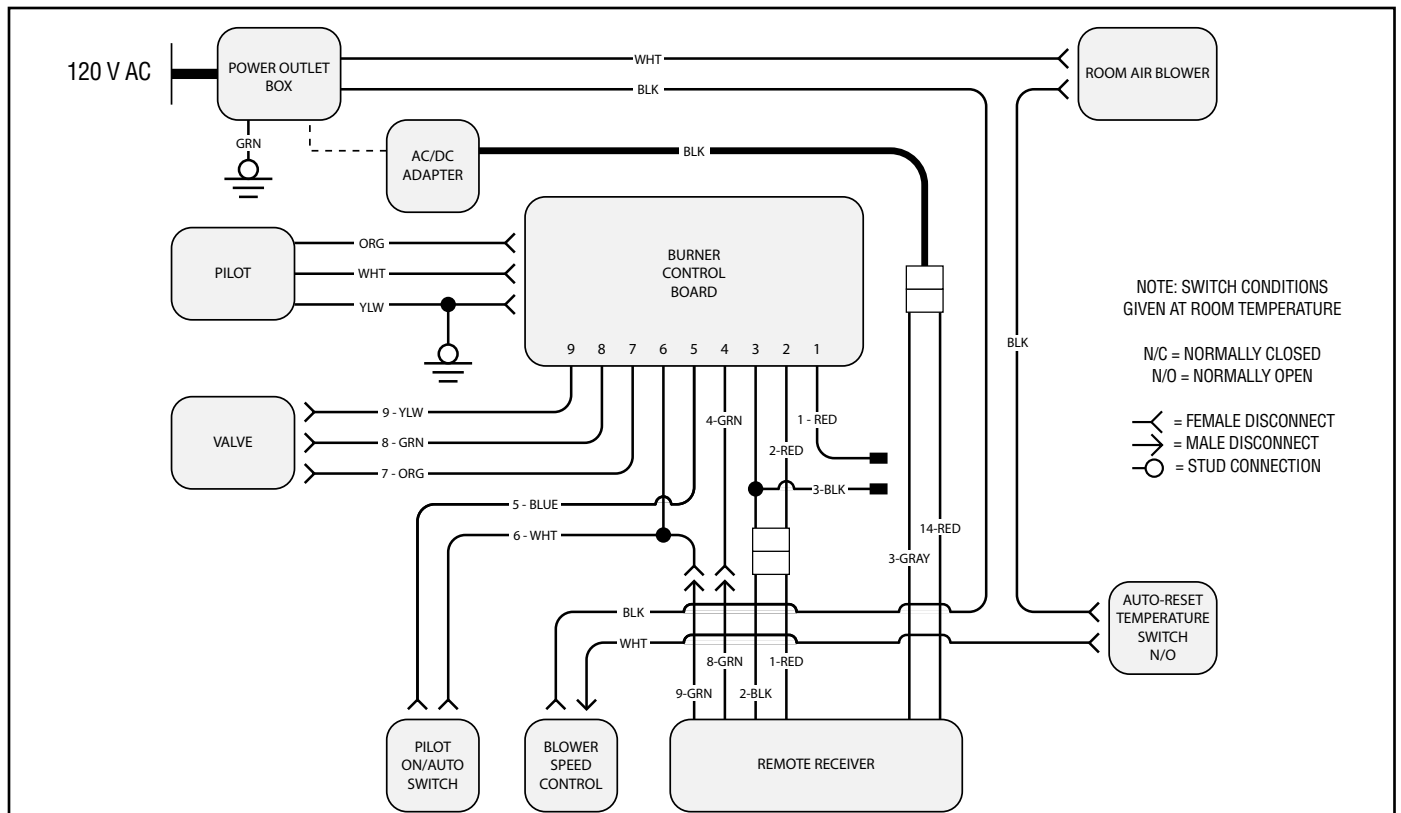 120 V AC
POWER OUTLET
BOX
WHT
BLK
ROOM AIR BLOWER
GRN
AC/DC
ADAPTER
BLK
PILOT
ORG
WHT
YLW
BURNER
CONTROL
BOARD
9 8 7 6 5 4 3 2 1
NOTE: SWITCH CONDITIONS
GIVEN AT ROOM TEMPERATURE
N/C = NORMALLY CLOSED
N/O = NORMALLY OPEN
= FEMALE DISCONNECT
= MALE DISCONNECT
= STUD CONNECTION
BLK
VALVE
9 - YLW
8 - GRN
7 - ORG
4-GRN
1 - RED
2-RED
3-BLK
5 - BLUE
6 - WHT
14-RED
3-GRAY
BLK
WHT
8-GRN
1-RED
9-GRN
2-BLK
AUTO-RESET
TEMPERATURE
SWITCH
N/O
PILOT
ON/AUTO
SWITCH
BLOWER
SPEED
CONTROL
REMOTE RECEIVER